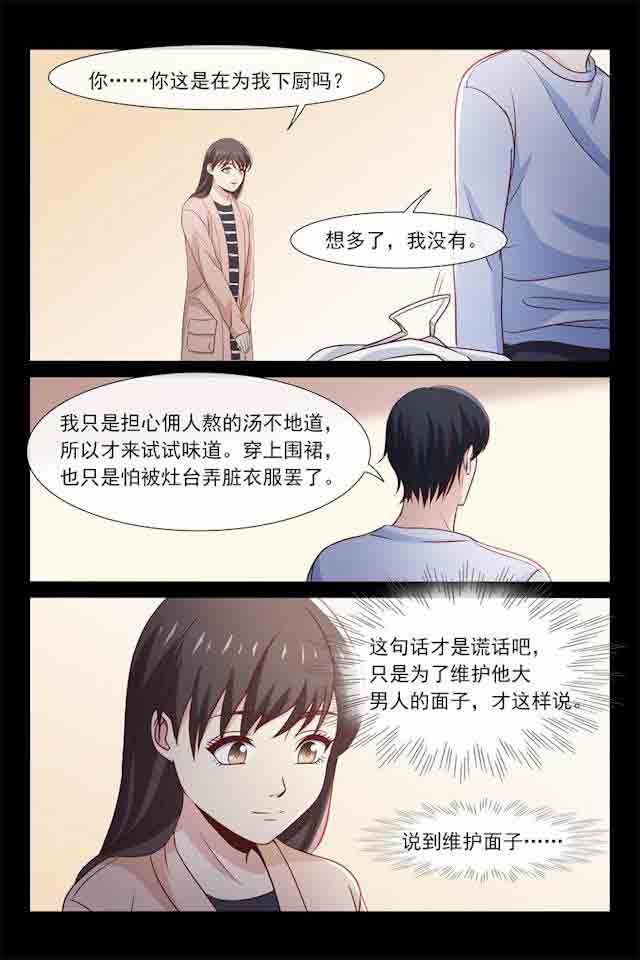 你……你这是在为我下厨吗？
想多了，我没有。
我只是担心佣人熬的汤不地道，
所以才来试试味道。穿上围裙，
也只是怕被灶台弄脏衣服罢了。
这句话才是谎话吧，
只是为了维护他大
男人的面子，才这样说。
说到维护面子……